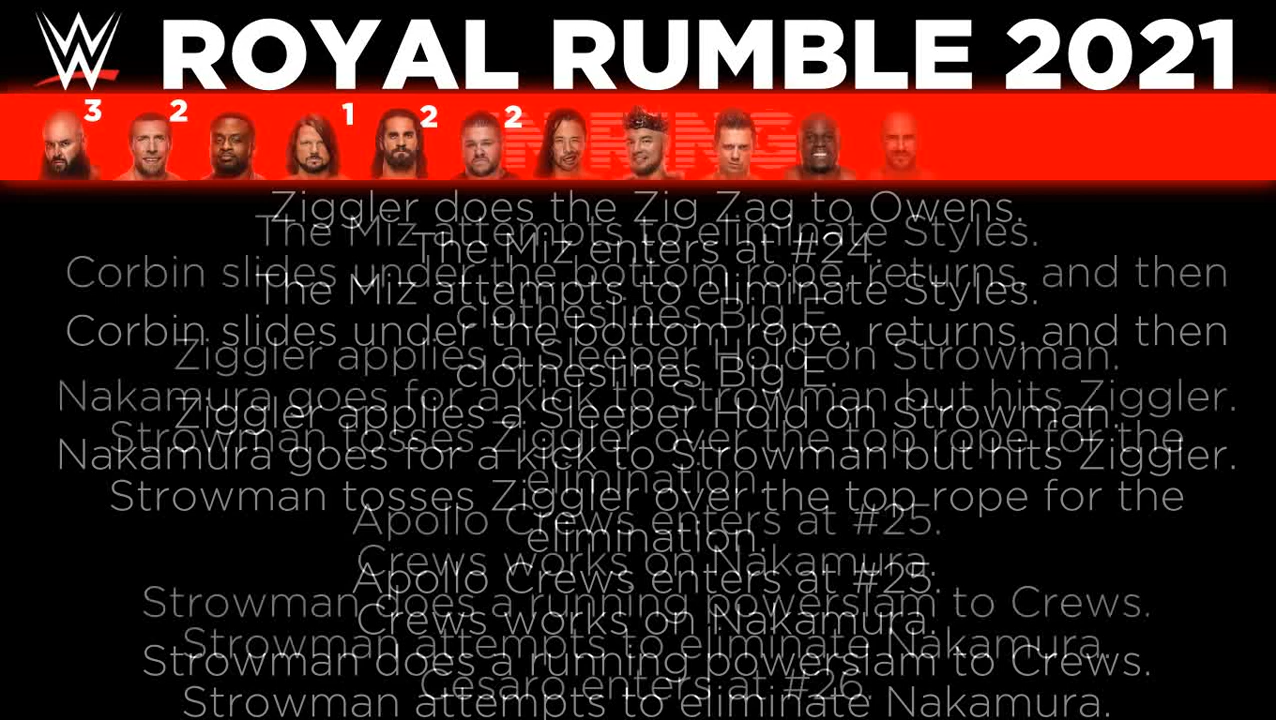 W
ROYAL RUMBLE 2021
3 2 1 2 2
IN RING
Ziggler does the Zig Zag to Owens.
The Miz attempts to eliminate Styles.
The Miz enters at #24.
Corbin slides under the bottom rope, returns, and then
The Miz attempts to eliminate Styles.
clotheslines Big E.
Corbin slides under the bottom rope, returns, and then
Ziggler applies a Sleeper Hold on Strowman.
clotheslines Big E.
Nakamura goes for a kick to Strowman but hits Ziggler.
Ziggler applies a Sleeper Hold on Strowman.
Strowman tosses Ziggler over the top rope for the
Nakamura goes for a kick to Strowman but hits Ziggler.
elimination.
Strowman tosses Ziggler over the top rope for the
Apollo Crews enters at #25.
elimination.
Crews works on Nakamura.
Apollo Crews enters at #25.
Strowman does a running powerslam to Crews.
Crews works on Nakamura.
Strowman attempts to eliminate Nakamura.
Strowman does a running powerslam to Crews.
Cesaro enters at #26.
Strowman attempts to eliminate Nakamura.